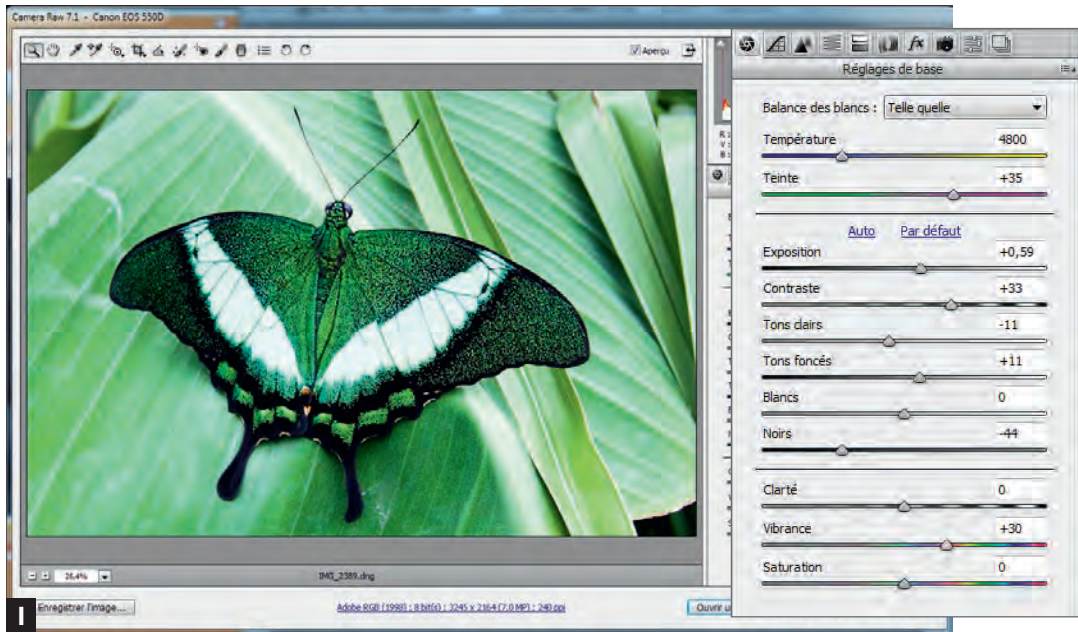 Camera Raw 7.1 - Canon EOS 550D
Aperçu
R :
V :
B :
fx
Réglages de base
Balance des blancs : Telle quelle
Température 4800
Teinte +35
Auto Par défaut
Exposition +0,59
Contraste +33
Tons clairs -11
Tons foncés +11
Blancs 0
Noirs -44
Clarté 0
Vibrance +30
Saturation 0
26,4%
IMG_2389.dng
Enregistrer l'image...
Adobe RGB (1998) ; 8 bit(s) ; 3245 x 2164 (7,0 MP) ; 240 ppi
Ouvrir u
I